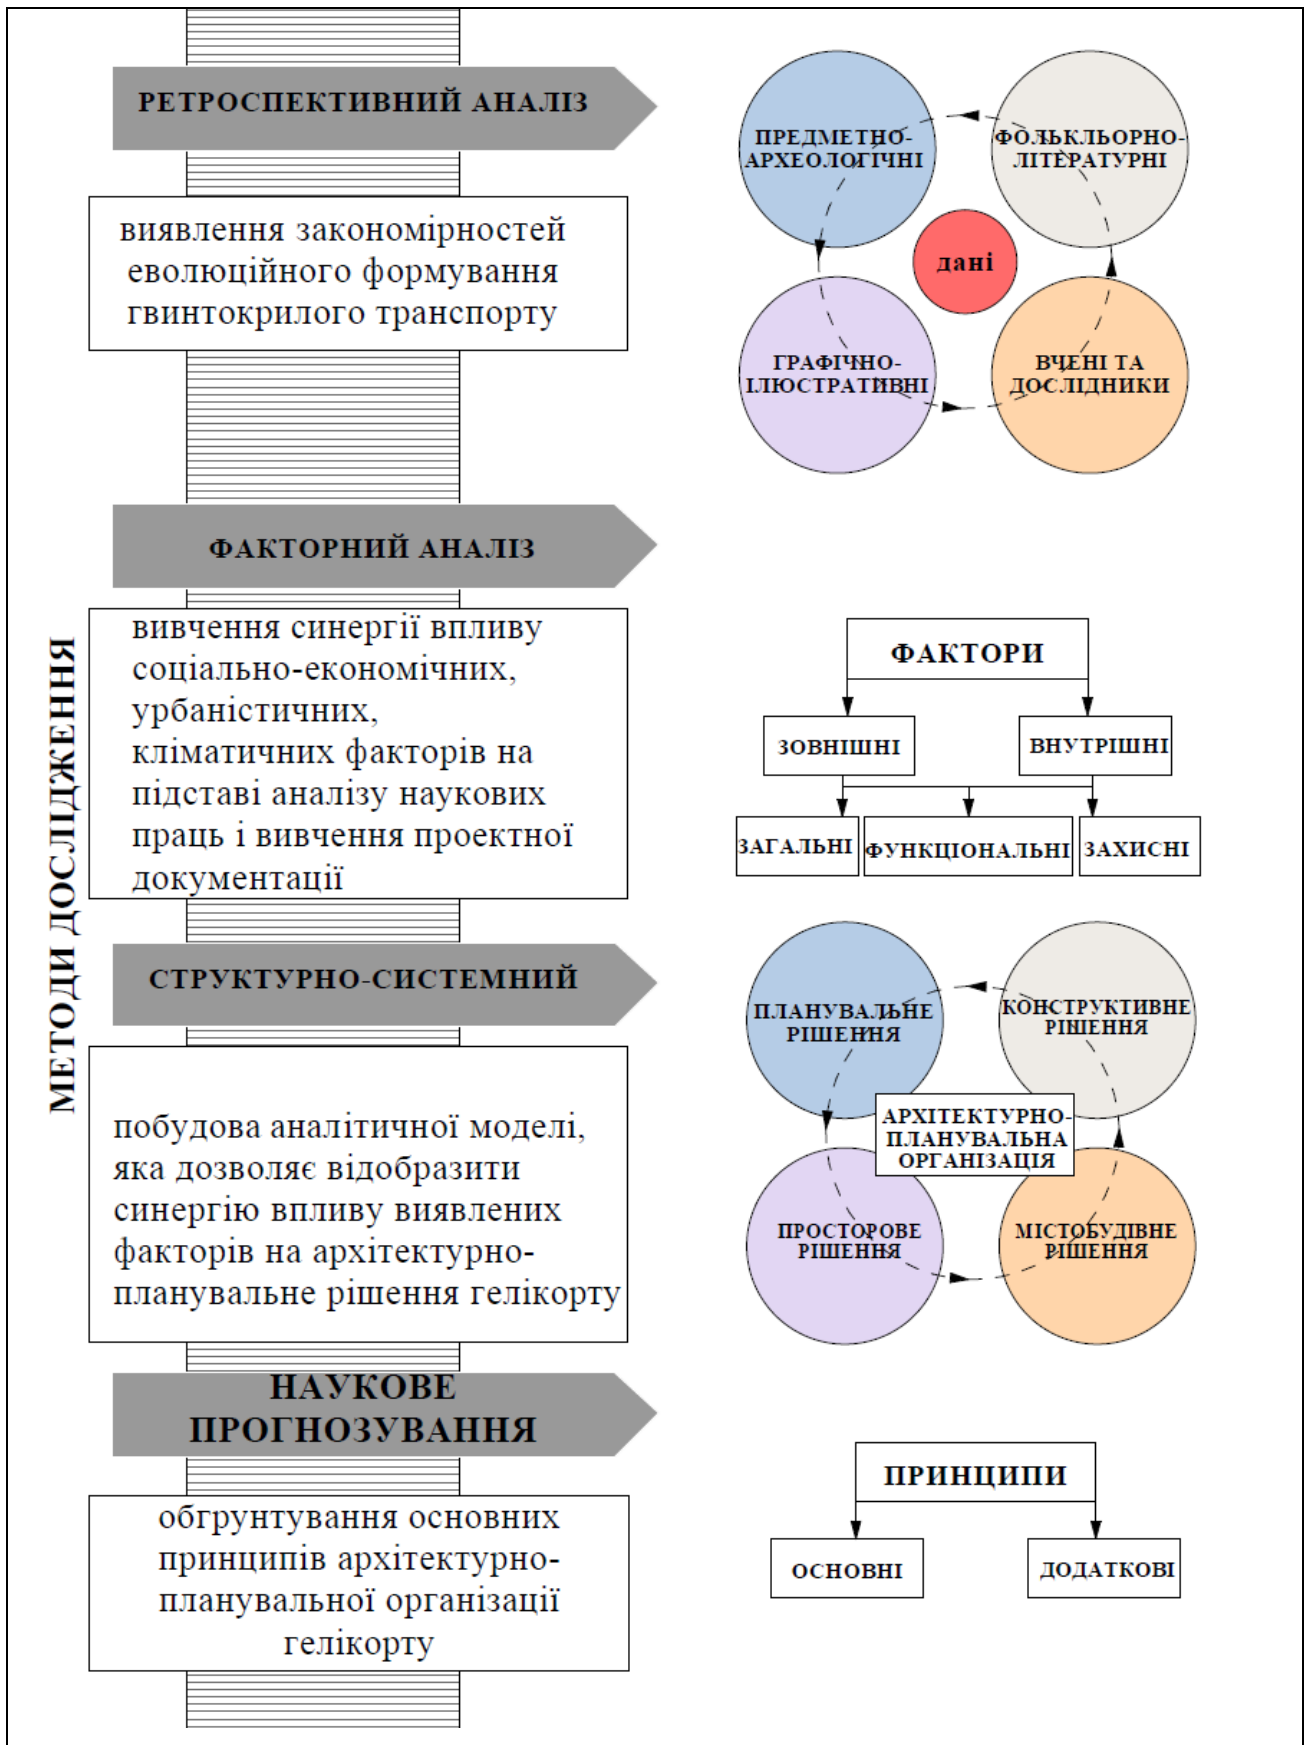 МЕТОДИ ДОСЛІДЖЕННЯ
РЕТРОСПЕКТИВНИЙ АНАЛІЗ
виявлення закономірностей
еволюційного формування
гвинтокрилого транспорту
ПРЕДМЕТНО-
АРХЕОЛОГІЧНІ
ФОЛЬКЛЬОРНО-
ЛІТЕРАТУРНІ
дані
ГРАФІЧНО-
ІЛЮСТРАТИВНІ
ВЧЕНІ ТА
ДОСЛІДНИКИ
ФАКТОРНИЙ АНАЛІЗ
вивчення синергії впливу
соціально-економічних,
урбаністичних,
кліматичних факторів на
підставі аналізу наукових
праць і вивчення проектної
документації
ФАКТОРИ
ЗОВНІШНІ
ВНУТРІШНІ
ЗАГАЛЬНІ
ФУНКЦІОНАЛЬНІ
ЗАХИСНІ
СТРУКТУРНО-СИСТЕМНИЙ
побудова аналітичної моделі,
яка дозволяє відобразити
синергію впливу виявлених
факторів на архітектурно-
планувальне рішення гелікорту
ПЛАНУВАЛЬНЕ
РІШЕННЯ
КОНСТРУКТИВНЕ
РІШЕННЯ
АРХІТЕКТУРНО-
ПЛАНУВАЛЬНА
ОРГАНІЗАЦІЯ
ПРОСТОРОВЕ
РІШЕННЯ
МІСТОБУДІВНЕ
РІШЕННЯ
НАУКОВЕ
ПРОГНОЗУВАННЯ
обгрунтування основних
принципів архітектурно-
планувальної організації
гелікорту
ПРИНЦИПИ
ОСНОВНІ
ДОДАТКОВІ